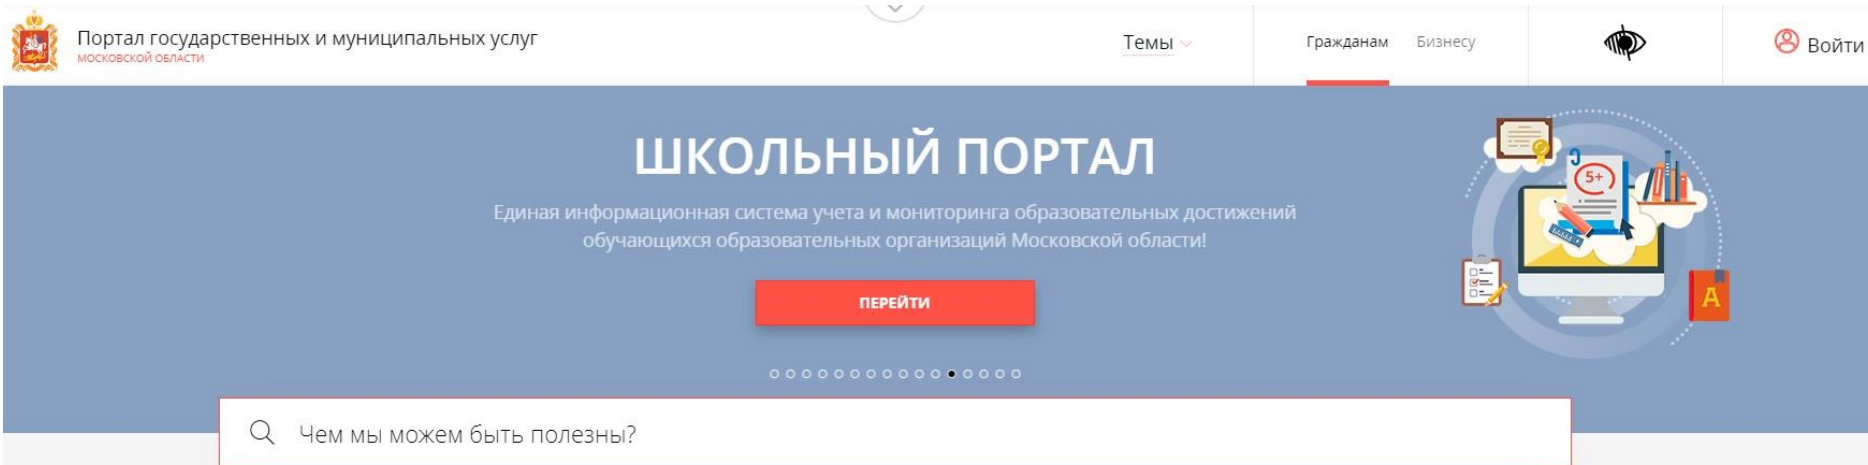 Портал государственных и муниципальных услуг
МОСКОВСКОЙ ОБЛАСТИ
Темы
Гражданам
Бизнесу
Войти
ШКОЛЬНЫЙ ПОРТАЛ
Единая информационная система учета и мониторинга образовательных достижений
обучающихся образовательных организаций Московской области!
ПЕРЕЙТИ
5+
A
Чем мы можем быть полезны?